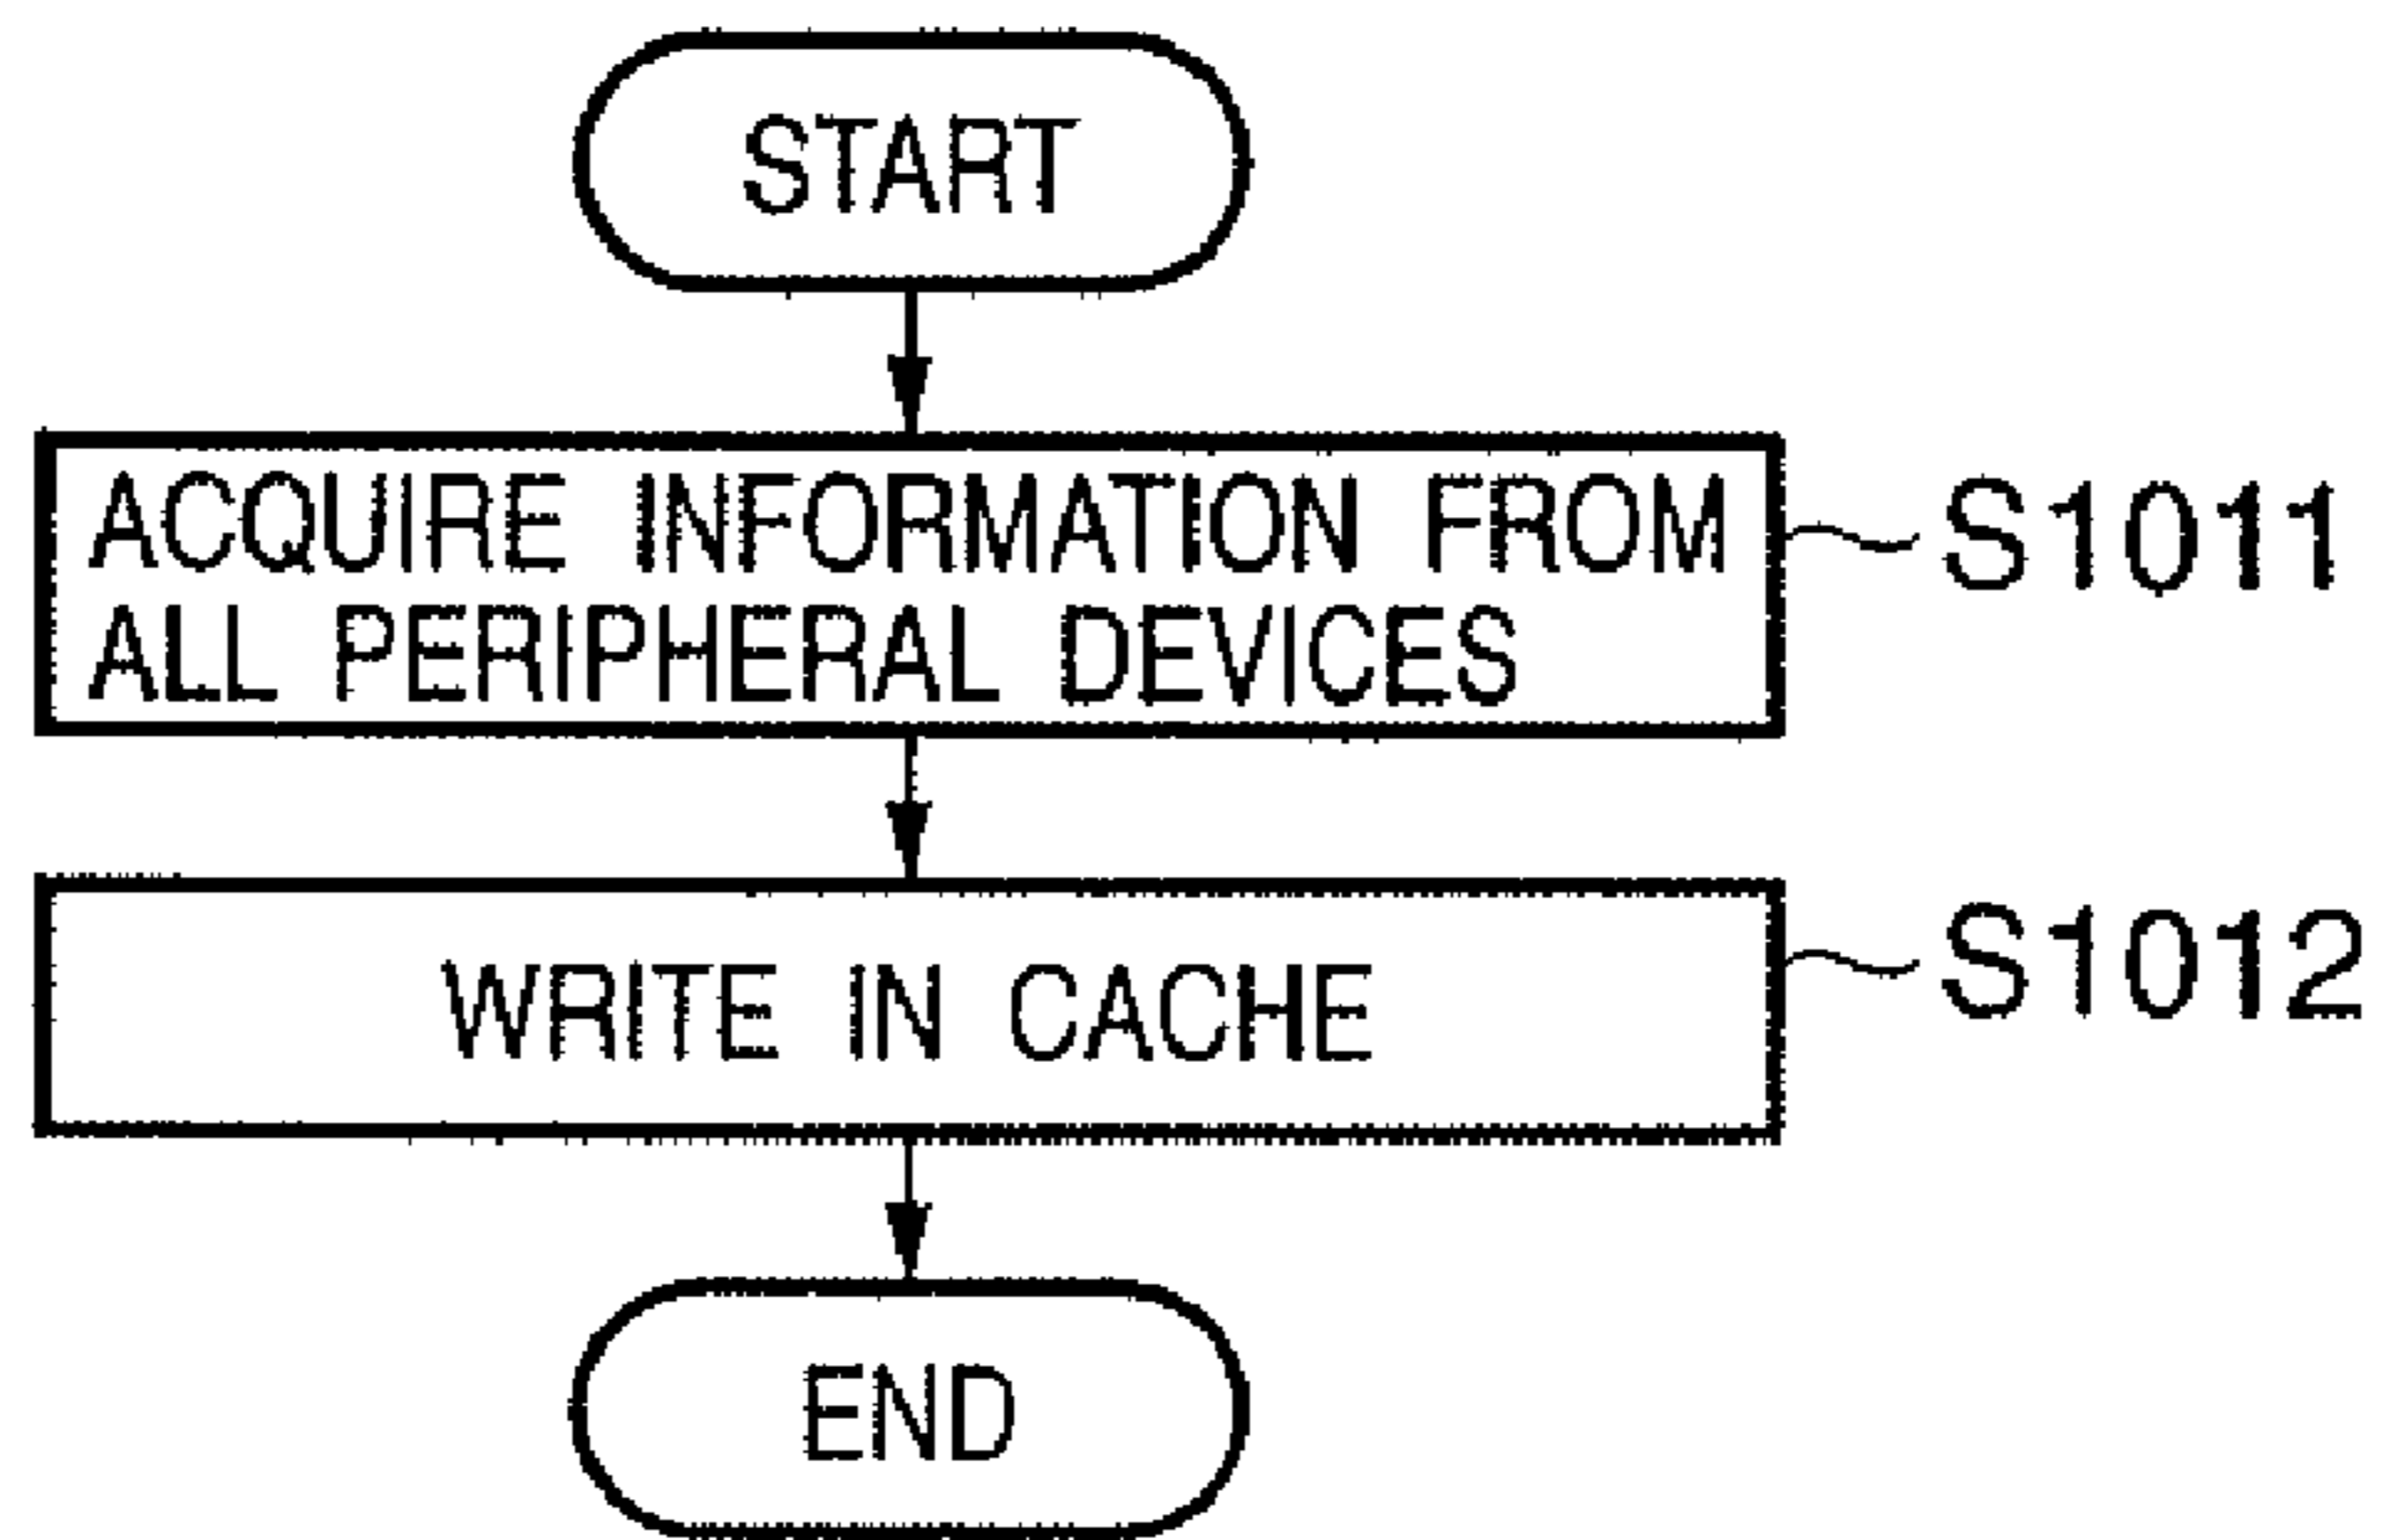 START
ACQUIRE INFORMATION FROM
ALL PERIPHERAL DEVICES
S1011
WRITE IN CACHE
S1012
END